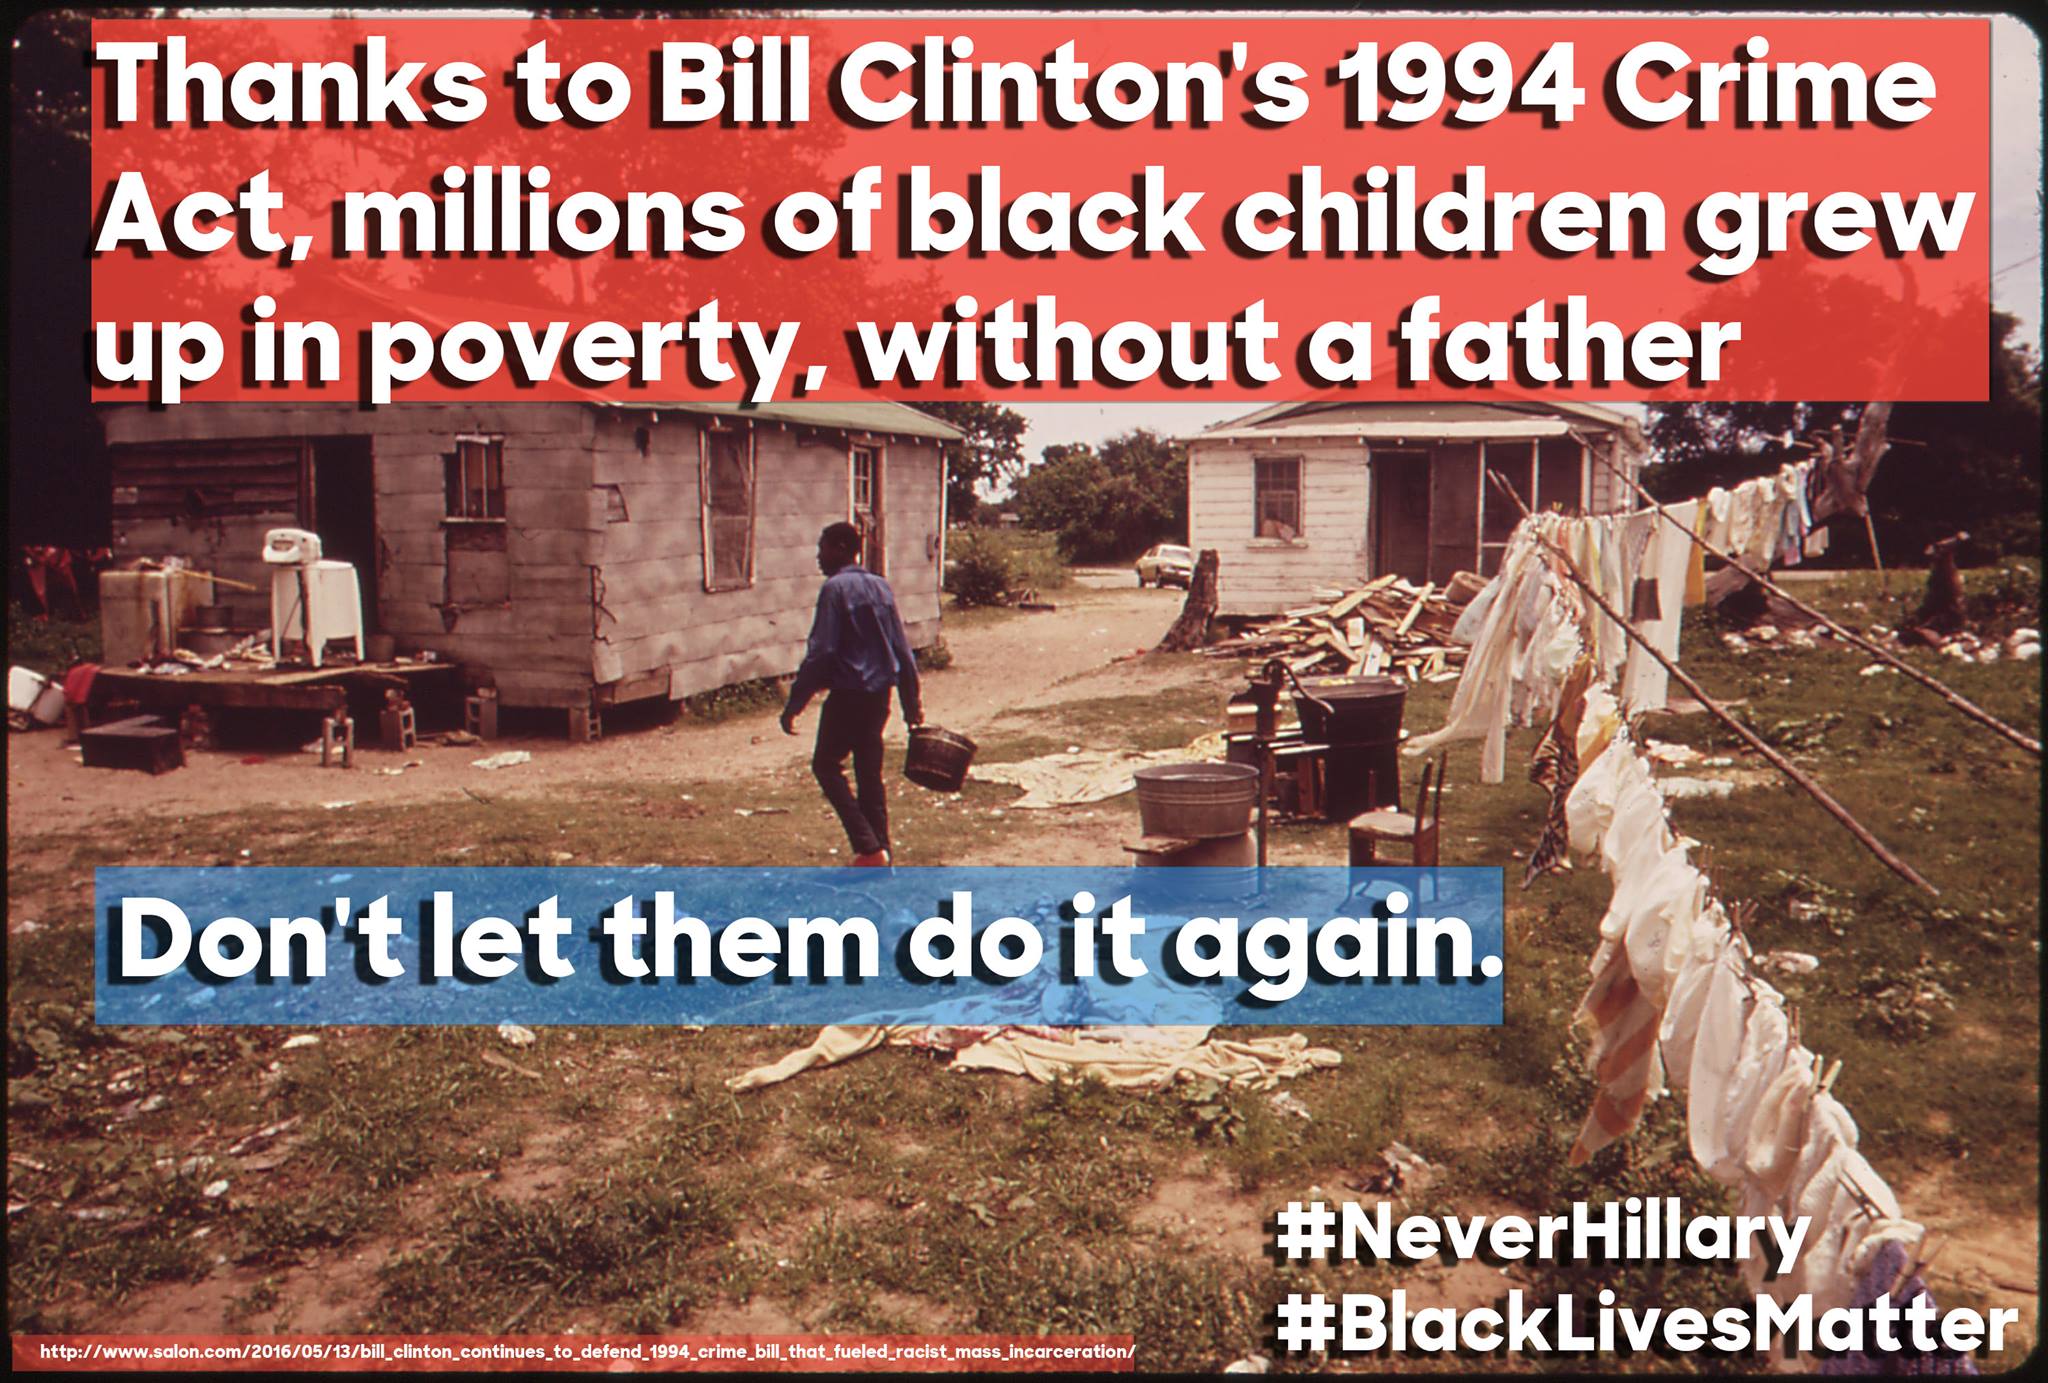 Thanks to Bill Clinton's 1994 Crime
Act, millions of black children grew
up in poverty, without a father
Don't let them do it again.
#NeverHillary
#BlackLivesMatter
http://www.salon.com/2016/05/13/bill_clinton_continues_to_defend_1994_crime_bill_that_fueled_racist_mass_incarceration/